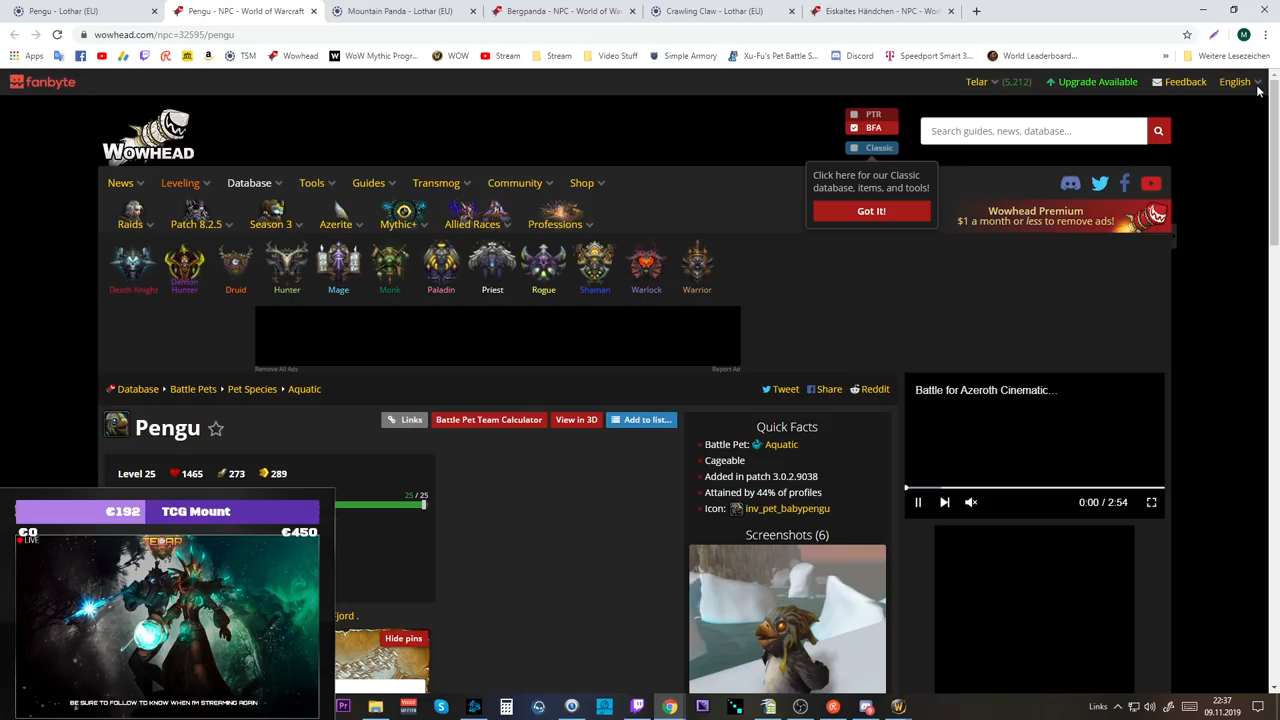 Pengu - Lothar (EU)
Pengu - NPC - World of Warcraft
Mountain Panda - Lothar (EU)
Bergpanda - NPC - World of War
Crawling Claw - Lothar (EU)
Eiskaltes Händchen - NPC - Wor
wowhead.com/npc=32595/pengu
M
Apps
TSM
Wowhead
WoW Mythic Progr...
WOW
Stream
Stream
Video Stuff
Simple Armory
Xu-Fu's Pet Battle S...
Discord
Speedport Smart 3...
World Leaderboard...
Weitere Lesezeichen
fanbyte
Telar
(5,212)
Upgrade Available
Feedback
English
WOWHEAD
PTR
BFA
Classic
Search guides, news, database...
Click here for our Classic
database, items, and tools!
Got It!
News
Leveling
Database
Tools
Guides
Transmog
Community
Shop
Raids
Patch 8.2.5
Season 3
Azerite
Mythic+
Allied Races
Professions
Wowhead Premium
$1 a month or less to remove ads!
Death Knight
Demon
Hunter
Druid
Hunter
Mage
Monk
Paladin
Priest
Rogue
Shaman
Warlock
Warrior
Remove All Ads
Report Ad
Database
Battle Pets
Pet Species
Aquatic
Tweet
Share
Reddit
Battle for Azeroth Cinematic...
Pengu
Links
Battle Pet Team Calculator
View in 3D
Add to list...
Quick Facts
Battle Pet: Aquatic
Cageable
Added in patch 3.0.2.9038
Attained by 44% of profiles
Icon: inv_pet_babypengu
Level 25
1465
273
289
25 / 25
0:00 / 2:54
Screenshots (6)
€192
TCG Mount
€0
€450
LIVE
TELAR
BE SURE TO FOLLOW TO KNOW WHEN I'M STREAMING AGAIN
Fjord .
Hide pins
Links
22:37
09.11.2019